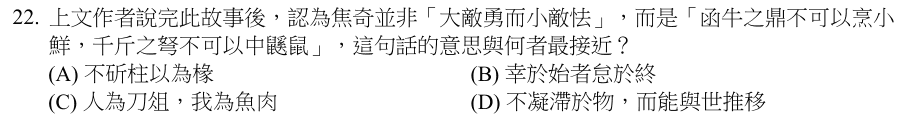 22. 上文作者說完此故事後，認為焦奇並非「大敵勇而小敵怯」，而是「函牛之鼎不可以烹小
鮮，千斤之弩不可以中鼷鼠」，這句話的意思與何者最接近？
(A) 不斫柱以為椽 (B) 幸於始者怠於終
(C) 人為刀俎，我為魚肉 (D) 不凝滯於物，而能與世推移